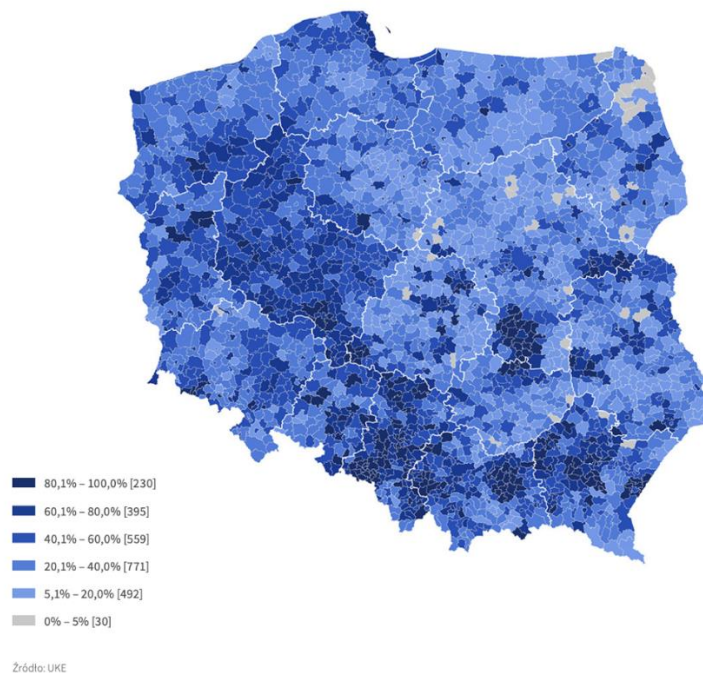 80,1% – 100,0% [230]
60,1% – 80,0% [395]
40,1% – 60,0% [559]
20,1% – 40,0% [771]
5,1% – 20,0% [492]
0% – 5% [30]
Źródło: UKE